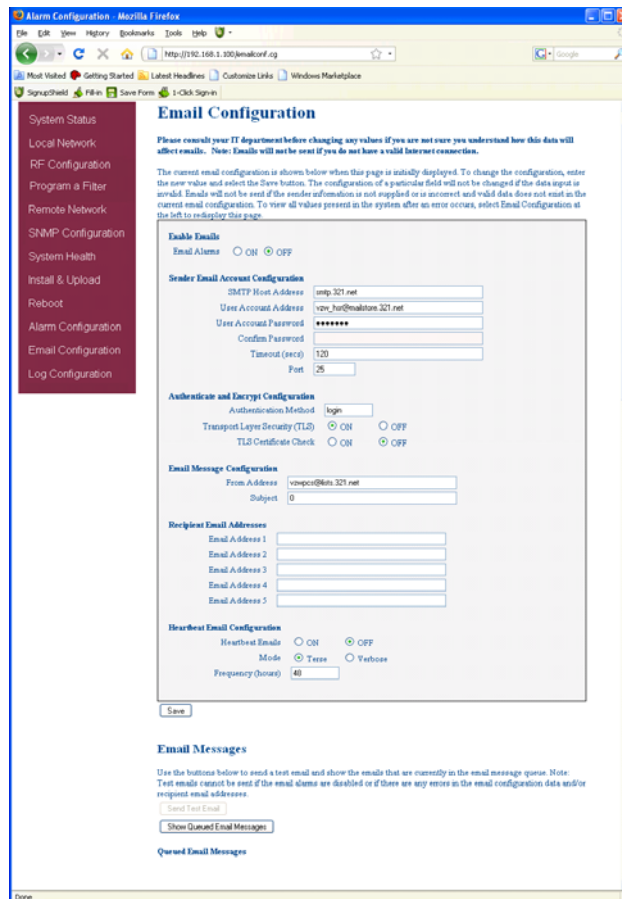 Alarm Configuration - Mozilla Firefox
File Edit View History Bookmarks Tools Help
http://192.168.1.100/emailconf.cg
Google
Most Visited Getting Started Latest Headlines Customize Links Windows Marketplace
SignupShield Fill-in Save Form 1-Click Sign-in
System Status
Local Network
RF Configuration
Program a Filter
Remote Network
SNMP Configuration
System Health
Install & Upload
Reboot
Alarm Configuration
Email Configuration
Log Configuration
Email Configuration
Please consult your IT department before changing any values if you are not sure you understand how this data will
affect emails. Note: Emails will not be sent if you do not have a valid Internet connection.
The current email configuration is shown below when this page is initially displayed. To change the configuration, enter
the new value and select the Save button. The configuration of a particular field will not be changed if the data input is
invalid. Emails will not be sent if the sender information is not supplied or is incorrect and valid data does not exist in the
current email configuration. To view all values present in the system after an error occurs, select Email Configuration at
the left to redisplay this page.
Enable Emails
Email Alarms ON OFF
Sender Email Account Configuration
SMTP Host Address smtp.321.net
User Account Address vzw_hsr@mailstore.321.net
User Account Password •••••••
Confirm Password
Timeout (secs) 120
Port 25
Authenticate and Encrypt Configuration
Authentication Method login
Transport Layer Security (TLS) ON OFF
TLS Certificate Check ON OFF
Email Message Configuration
From Address vzwpcs@lists.321.net
Subject 0
Recipient Email Addresses
Email Address 1
Email Address 2
Email Address 3
Email Address 4
Email Address 5
Heartbeat Email Configuration
Heartbeat Emails ON OFF
Mode Terse Verbose
Frequency (hours) 48
Save
Email Messages
Use the buttons below to send a test email and show the emails that are currently in the email message queue. Note:
Test emails cannot be sent if the email alarms are disabled or if there are any errors in the email configuration data and/or
recipient email addresses.
Send Test Email
Show Queued Email Messages
Queued Email Messages
Done